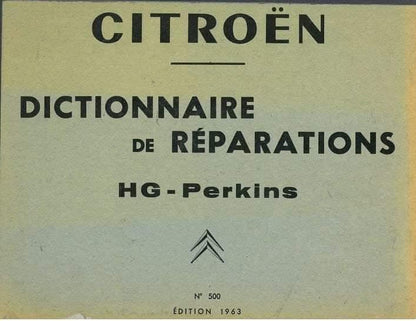 CITROËN
DICTIONNAIRE
DE RÉPARATIONS
HG-Perkins
N° 500
ÉDITION 1963